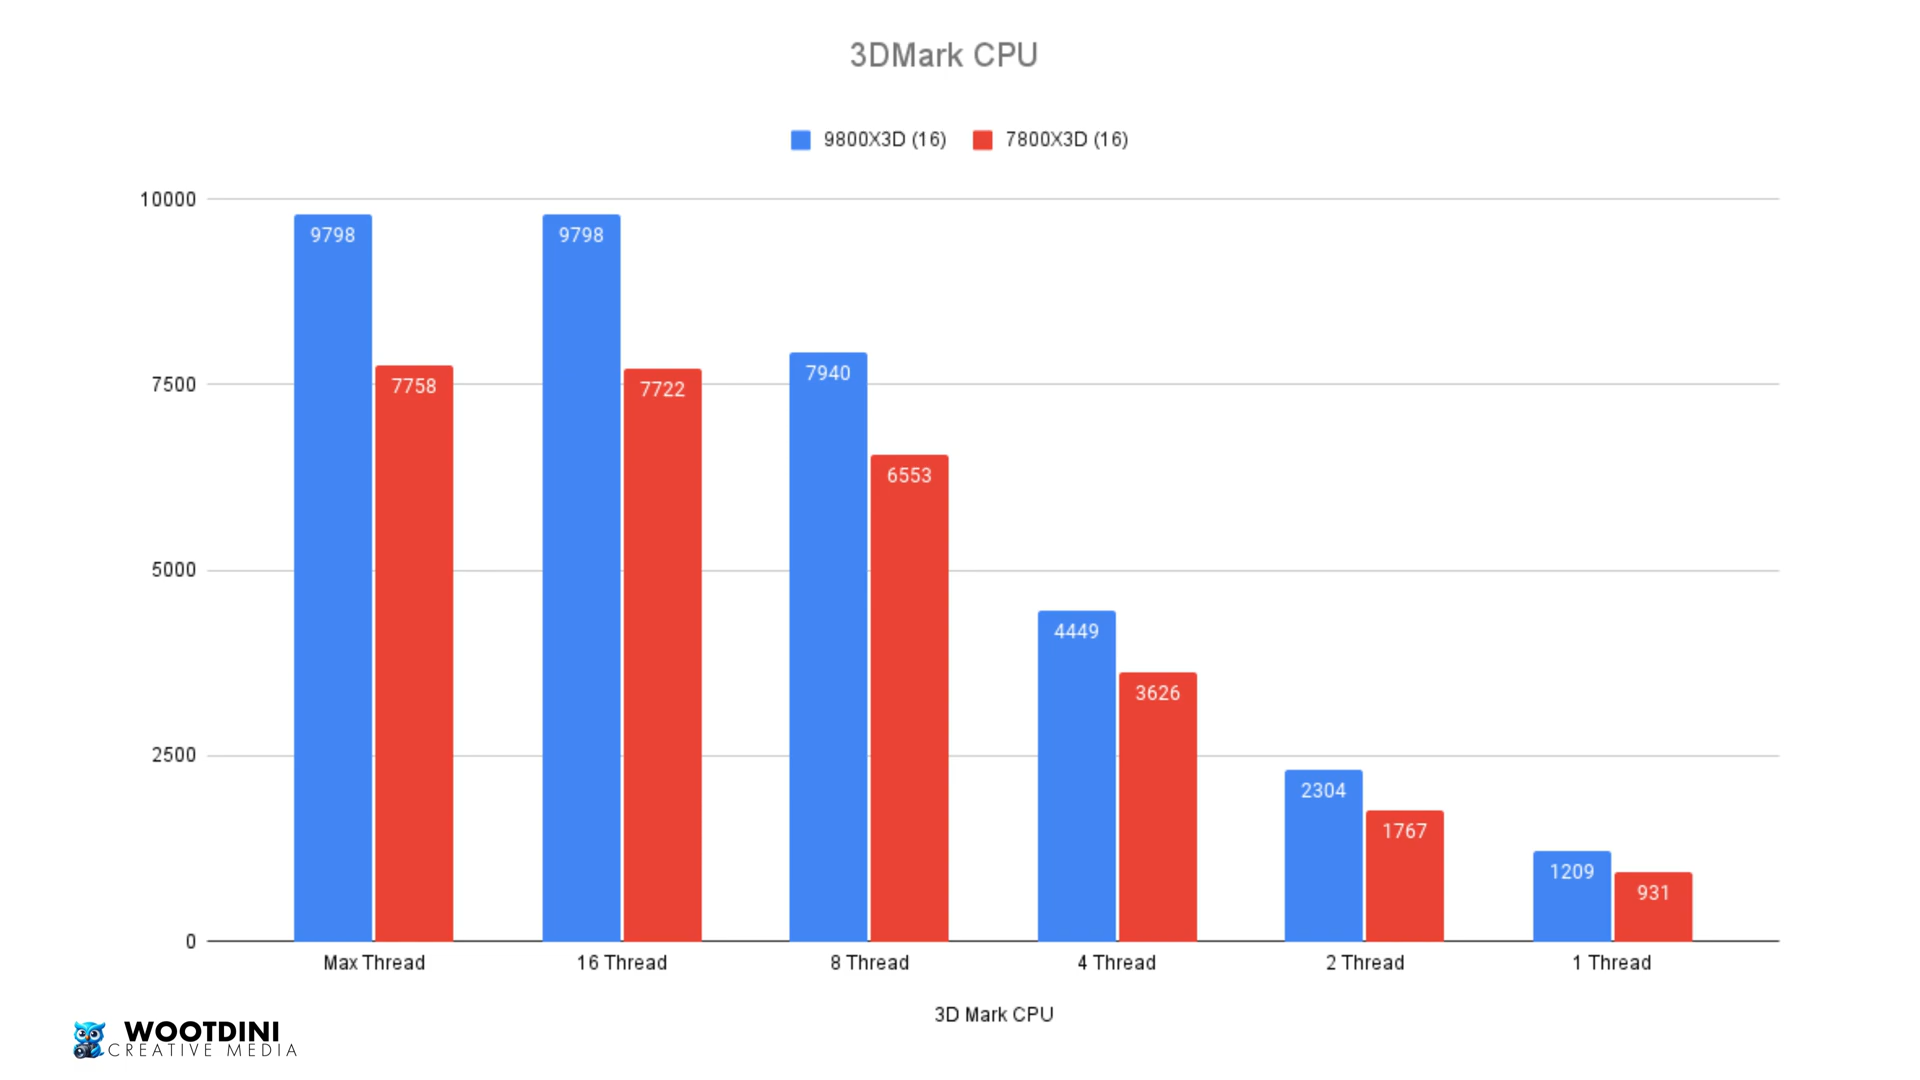 3DMark CPU
9800X3D (16) 7800X3D (16)
10000
7500
5000
2500
0
9798 7758
9798 7722
7940 6553
4449 3626
2304 1767
1209 931
Max Thread 16 Thread 8 Thread 4 Thread 2 Thread 1 Thread
3D Mark CPU
WOOTDINI
CREATIVE MEDIA